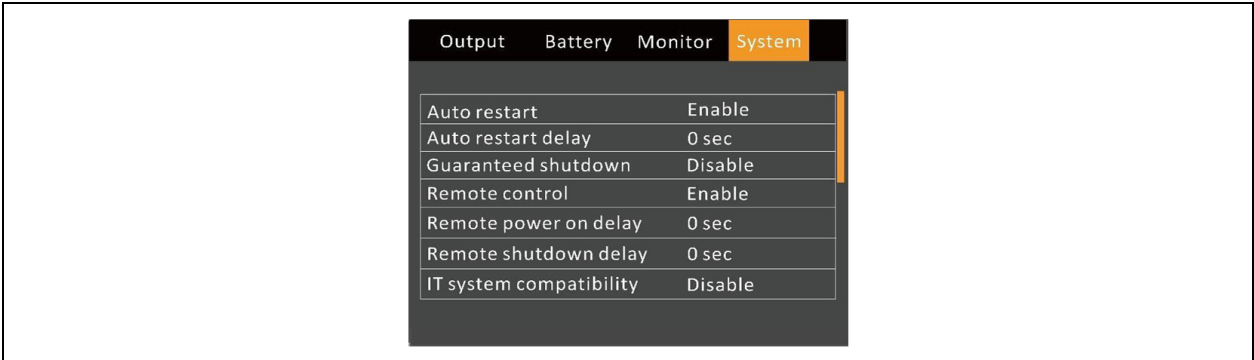 Output Battery Monitor System
Auto restart Enable
Auto restart delay 0 sec
Guaranteed shutdown Disable
Remote control Enable
Remote power on delay 0 sec
Remote shutdown delay 0 sec
IT system compatibility Disable